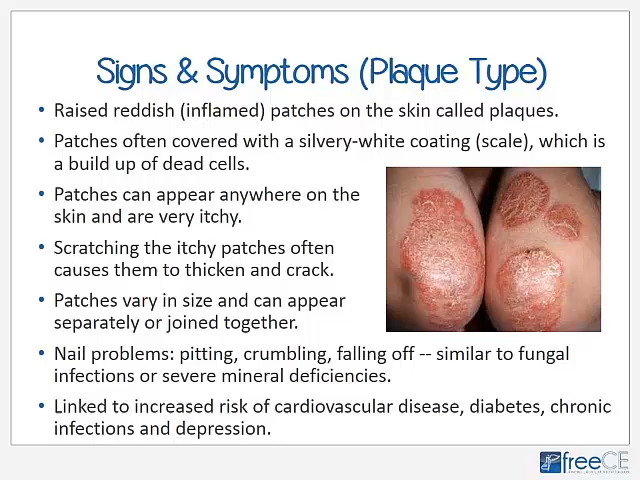 Signs & Symptoms (Plaque Type)
• Raised reddish (inflamed) patches on the skin called plaques.
• Patches often covered with a silvery-white coating (scale), which is
a build up of dead cells.
• Patches can appear anywhere on the
skin and are very itchy.
• Scratching the itchy patches often
causes them to thicken and crack.
• Patches vary in size and can appear
separately or joined together.
• Nail problems: pitting, crumbling, falling off -- similar to fungal
infections or severe mineral deficiencies.
• Linked to increased risk of cardiovascular disease, diabetes, chronic
infections and depression.
freeCE